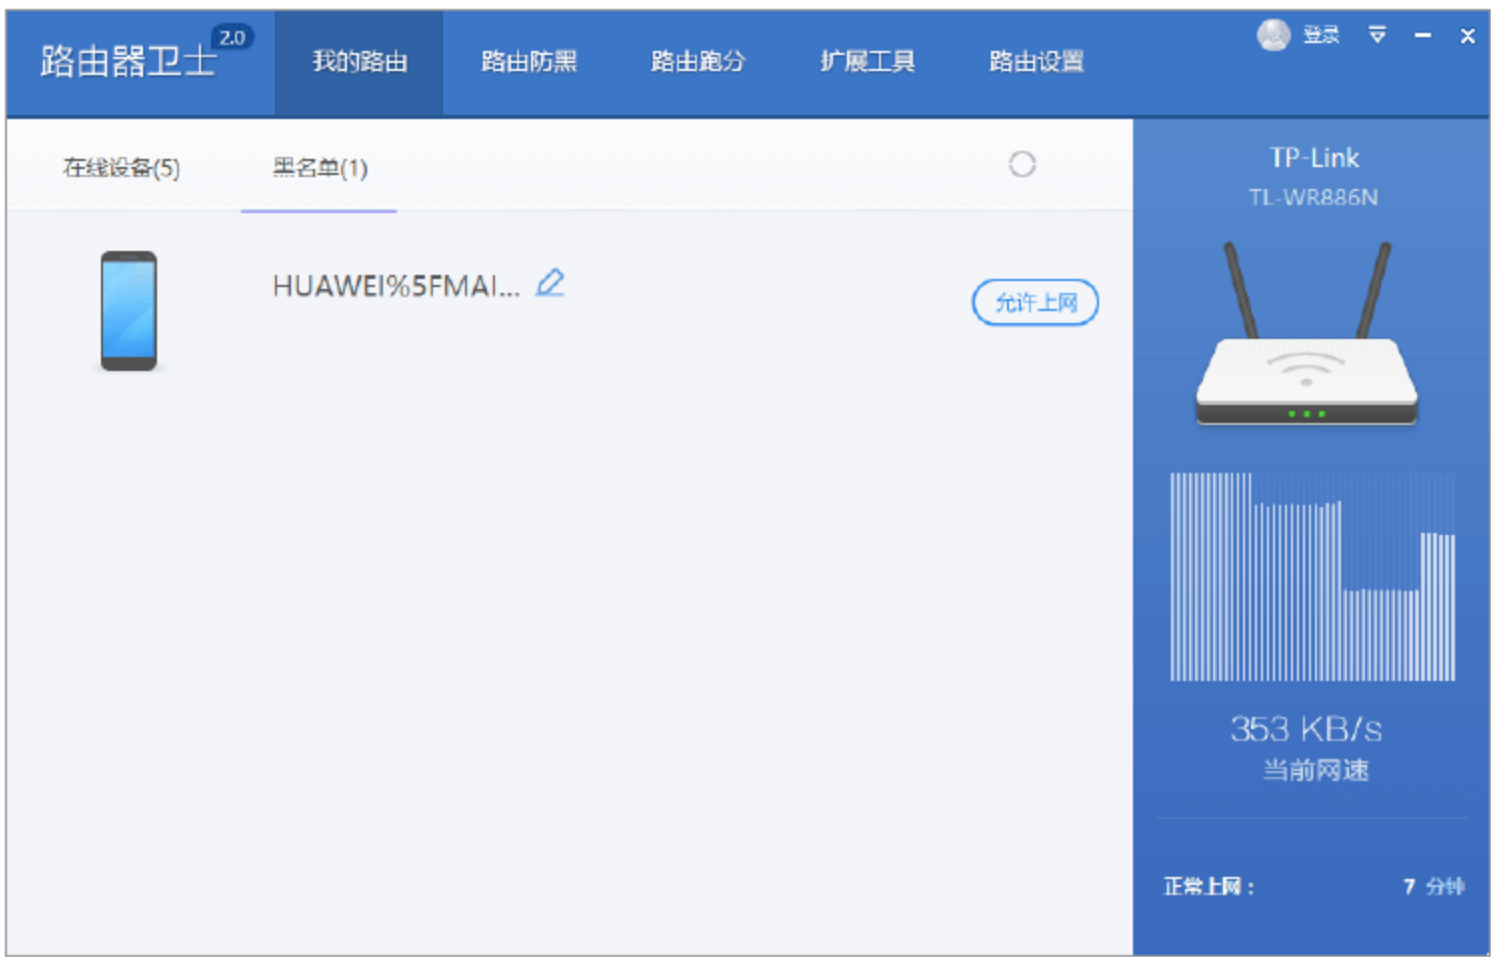 路由器卫士 2.0
我的路由
路由防黑
路由跑分
扩展工具
路由设置
登录
在线设备(5)
黑名单(1)
HUAWEI%5FMAI...
允许上网
TP-Link
TL-WR886N
353 KB/s
当前网速
正常上网： 7 分钟